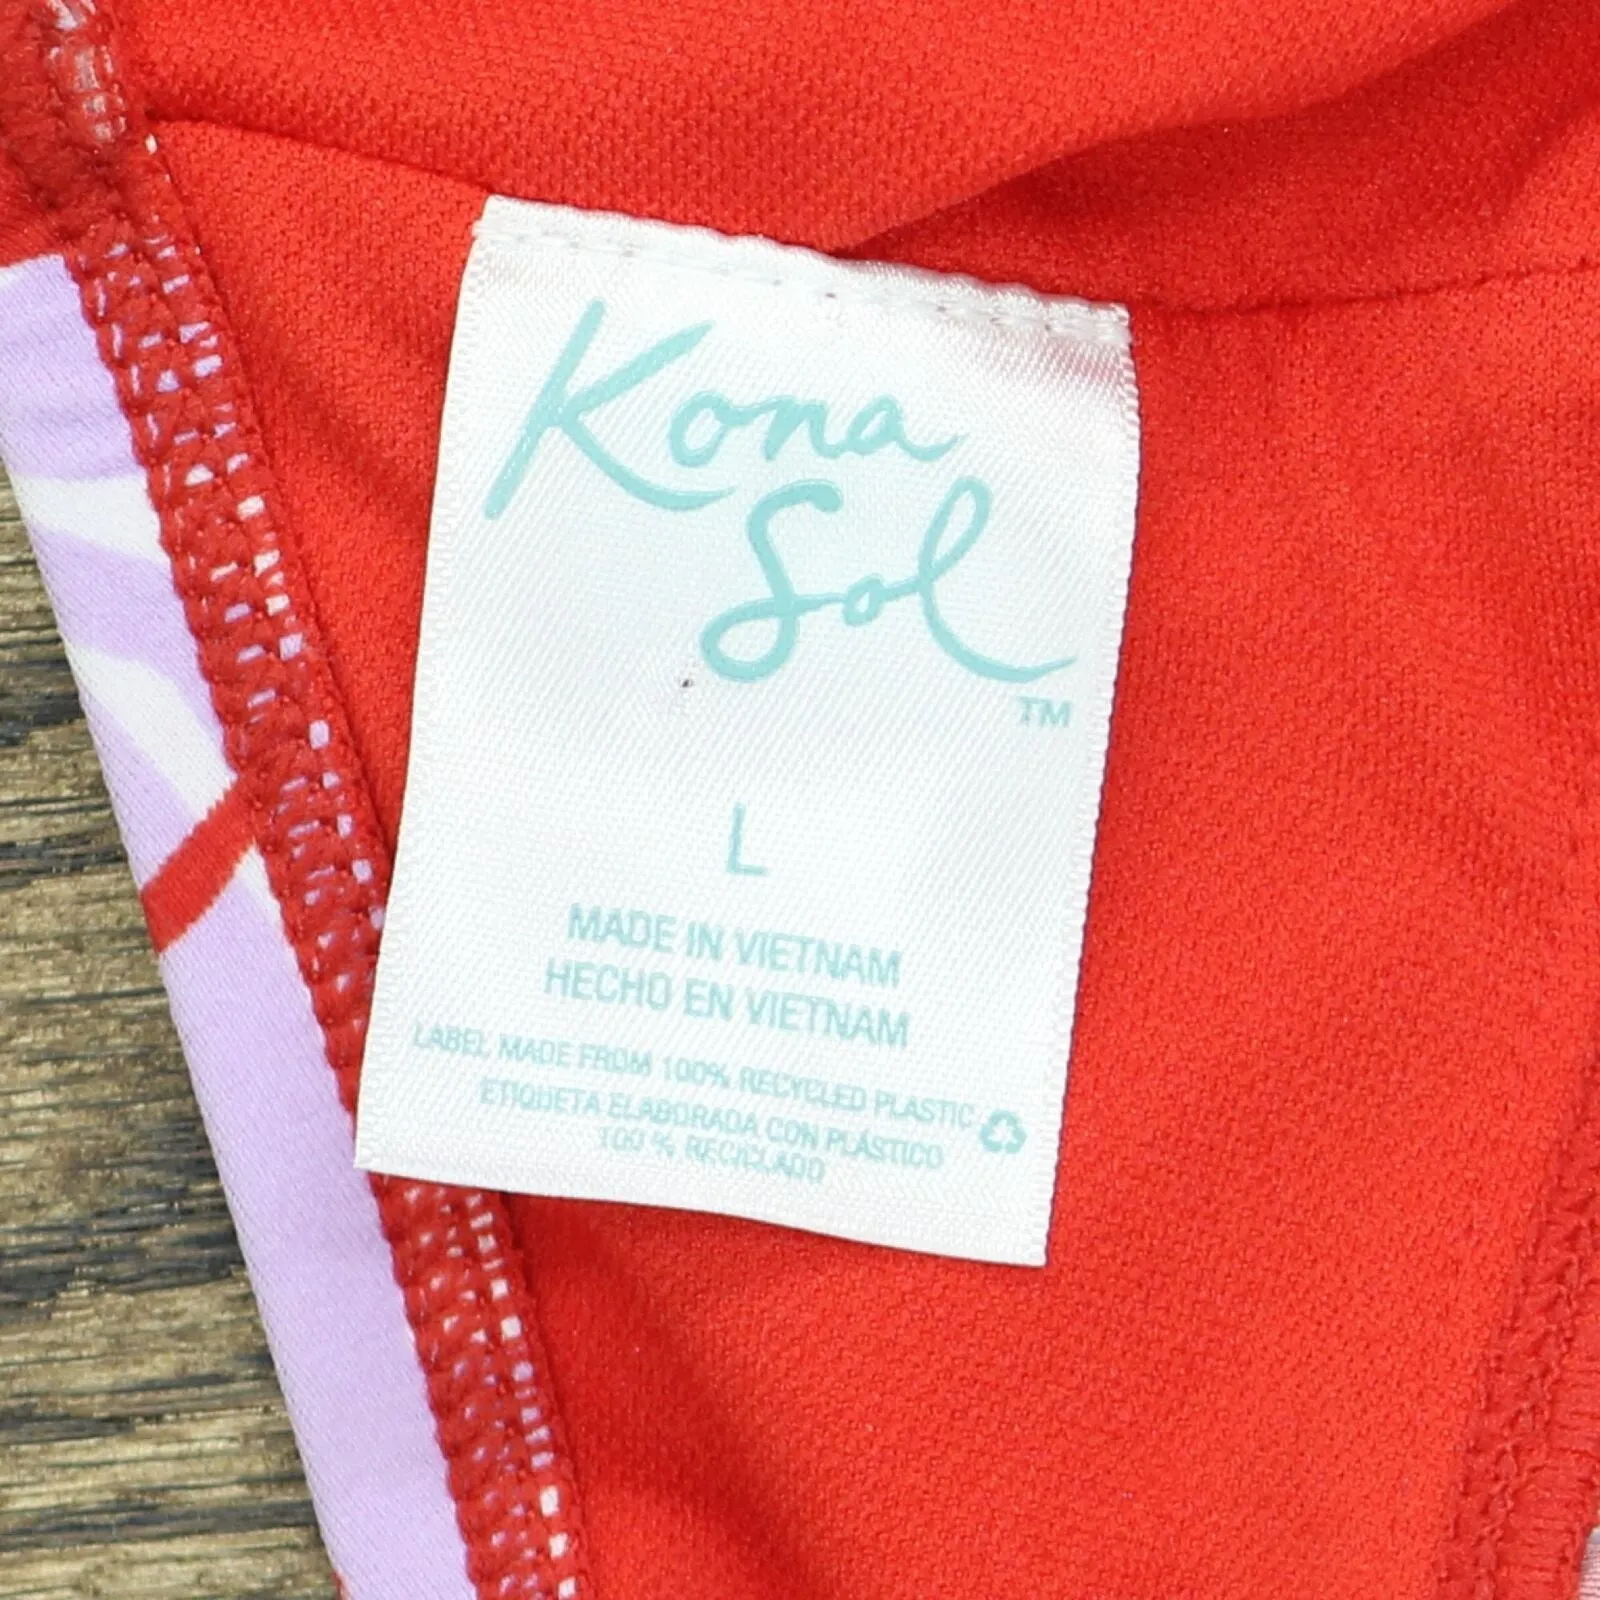 Kona
Sol
TM
L
MADE IN VIETNAM
HECHO EN VIETNAM
LABEL MADE FROM 100% RECYCLED PLASTIC
ETIQUETA ELABORADA CON PLÁSTICO
100 % RECICLADO